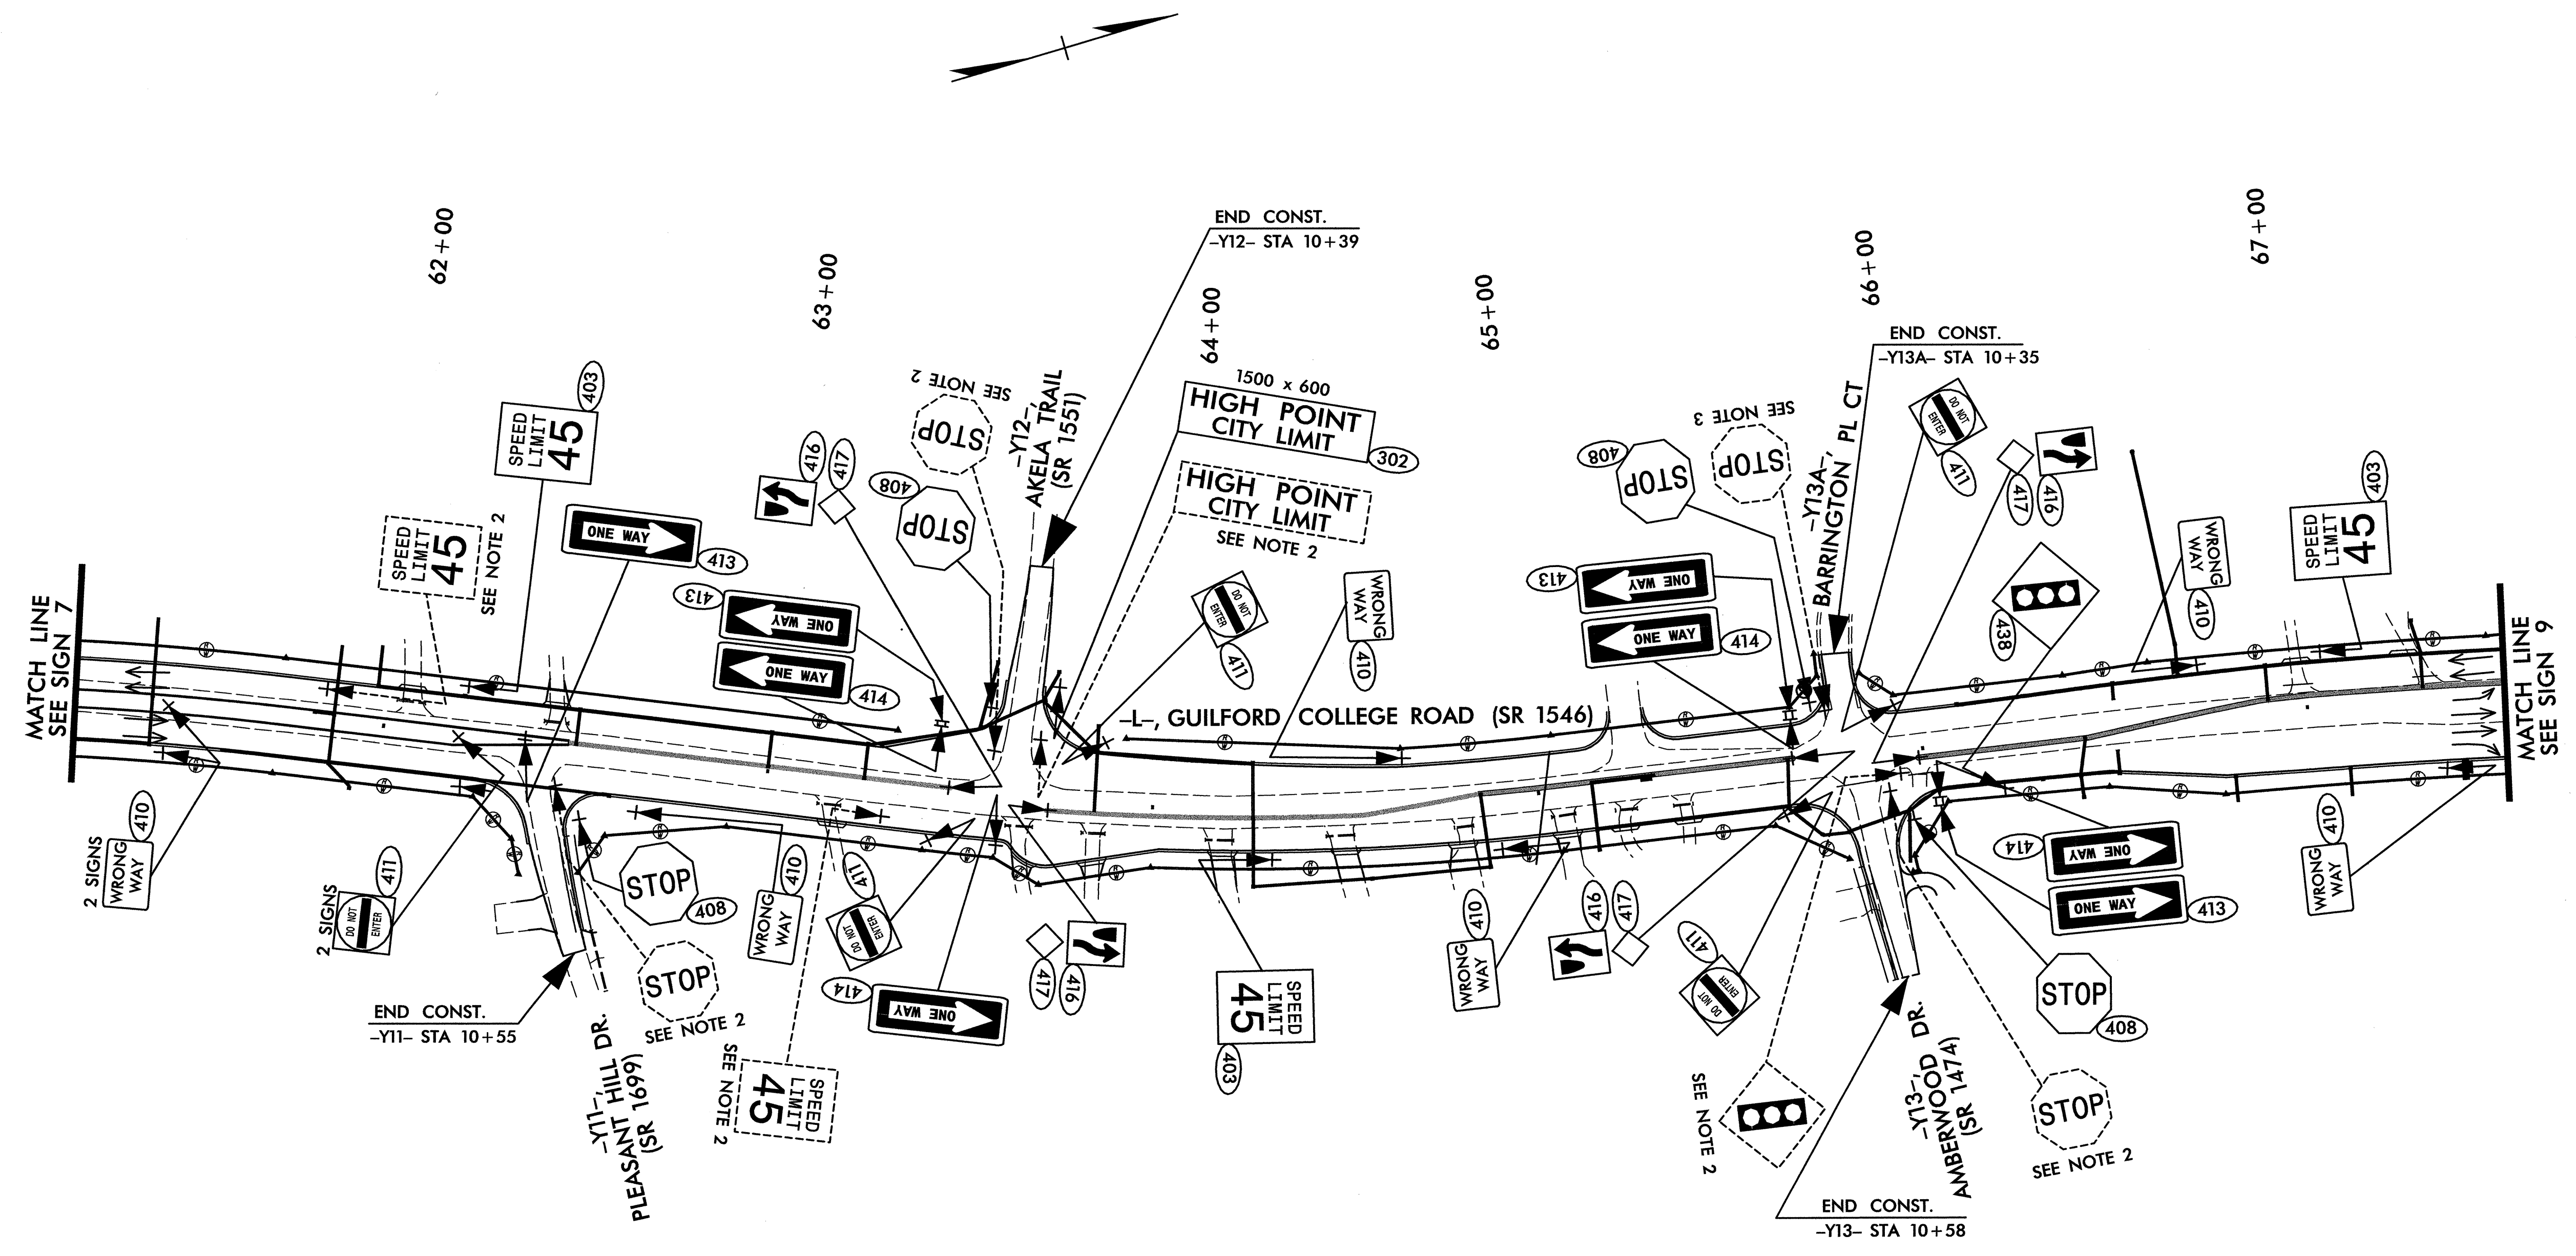 62+00
63+00
64+00
65+00
66+00
67+00
END CONST.
-Y12- STA 10+39
END CONST.
-Y13A- STA 10+35
1500 x 600
HIGH POINT
CITY LIMIT
302
HIGH POINT
CITY LIMIT
SEE NOTE 2
MATCH LINE
SEE SIGN 7
SPEED
LIMIT
45
403
SPEED
LIMIT
45
SEE NOTE 2
ONE WAY
413
ONE WAY
413
ONE WAY
414
416
417
STOP
408
STOP
SEE NOTE 2
-Y12-,
AKELA TRAIL
(SR 1551)
DO NOT
ENTER
411
WRONG
WAY
410
-L-, GUILFORD COLLEGE ROAD (SR 1546)
ONE WAY
413
ONE WAY
414
STOP
408
STOP
SEE NOTE 3
-Y13A-,
BARRINGTON PL CT
DO NOT
ENTER
411
417
416
438
WRONG
WAY
410
SPEED
LIMIT
45
403
MATCH LINE
SEE SIGN 9
2 SIGNS
WRONG
WAY
410
2 SIGNS
DO NOT
ENTER
411
END CONST.
-Y11- STA 10+55
-Y11-,
PLEASANT HILL DR.
(SR 1699)
STOP
408
STOP
SEE NOTE 2
WRONG
WAY
410
SPEED
LIMIT
45
SEE NOTE 2
DO NOT
ENTER
411
ONE WAY
414
417
416
SPEED
LIMIT
45
403
WRONG
WAY
410
416
417
DO NOT
ENTER
411
SEE NOTE 2
END CONST.
-Y13- STA 10+58
-Y13-,
AMBERWOOD DR.
(SR 1474)
STOP
408
STOP
SEE NOTE 2
ONE WAY
414
ONE WAY
413
WRONG
WAY
410